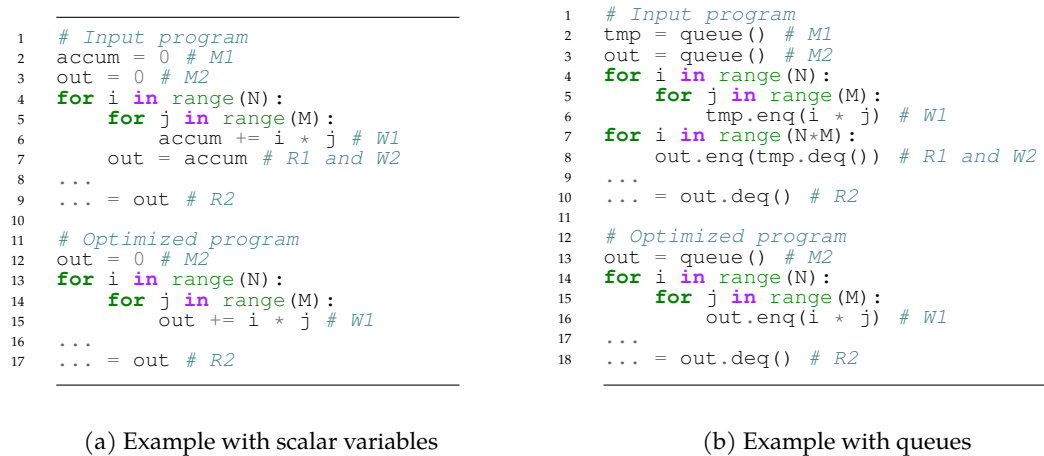 1 # Input program
2 accum = 0 # M1
3 out = 0 # M2
4 for i in range(N):
5 for j in range(M):
6 accum += i * j # W1
7 out = accum # R1 and W2
8 ...
9 ... = out # R2
10
11 # Optimized program
12 out = 0 # M2
13 for i in range(N):
14 for j in range(M):
15 out += i * j # W1
16 ...
17 ... = out # R2
(a) Example with scalar variables
1 # Input program
2 tmp = queue() # M1
3 out = queue() # M2
4 for i in range(N):
5 for j in range(M):
6 tmp.enq(i * j) # W1
7 for i in range(N*M):
8 out.enq(tmp.deq()) # R1 and W2
9 ...
10 ... = out.deq() # R2
11
12 # Optimized program
13 out = queue() # M2
14 for i in range(N):
15 for j in range(M):
16 out.enq(i * j) # W1
17 ...
18 ... = out.deq() # R2
(b) Example with queues